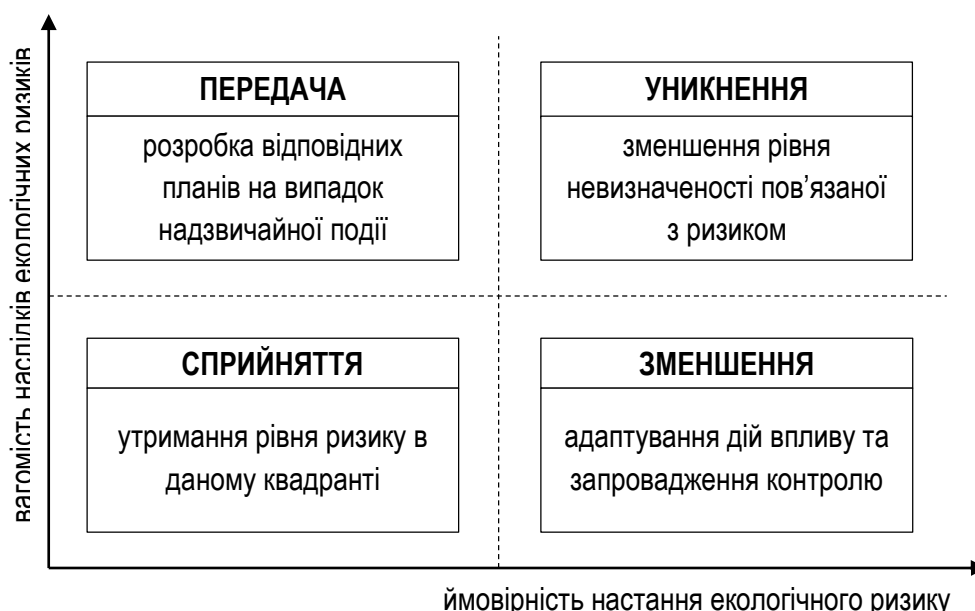 вагомість наслідків екологічних ризиків
ПЕРЕДАЧА
розробка відповідних
планів на випадок
надзвичайної події
УНИКНЕННЯ
зменшення рівня
невизначеності пов’язаної
з ризиком
СПРИЙНЯТТЯ
утримання рівня ризику в
даному квадранті
ЗМЕНШЕННЯ
адаптування дій впливу та
запровадження контролю
ймовірність настання екологічного ризику